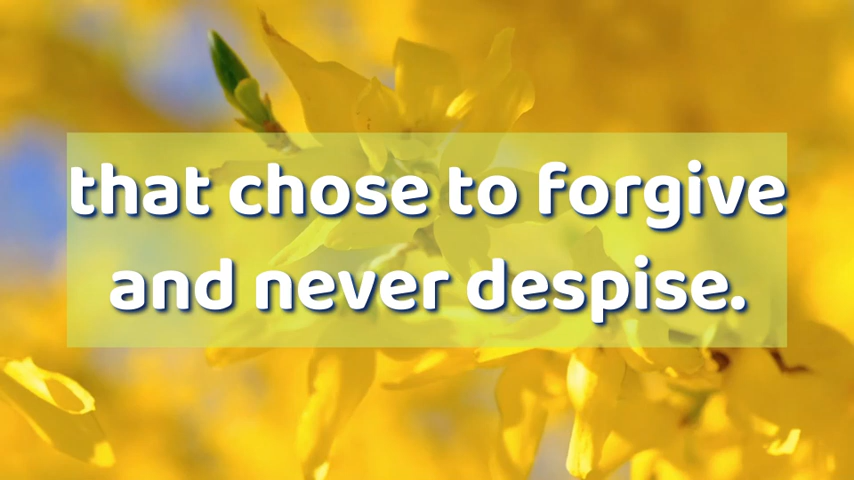 that chose to forgive
and never despise.